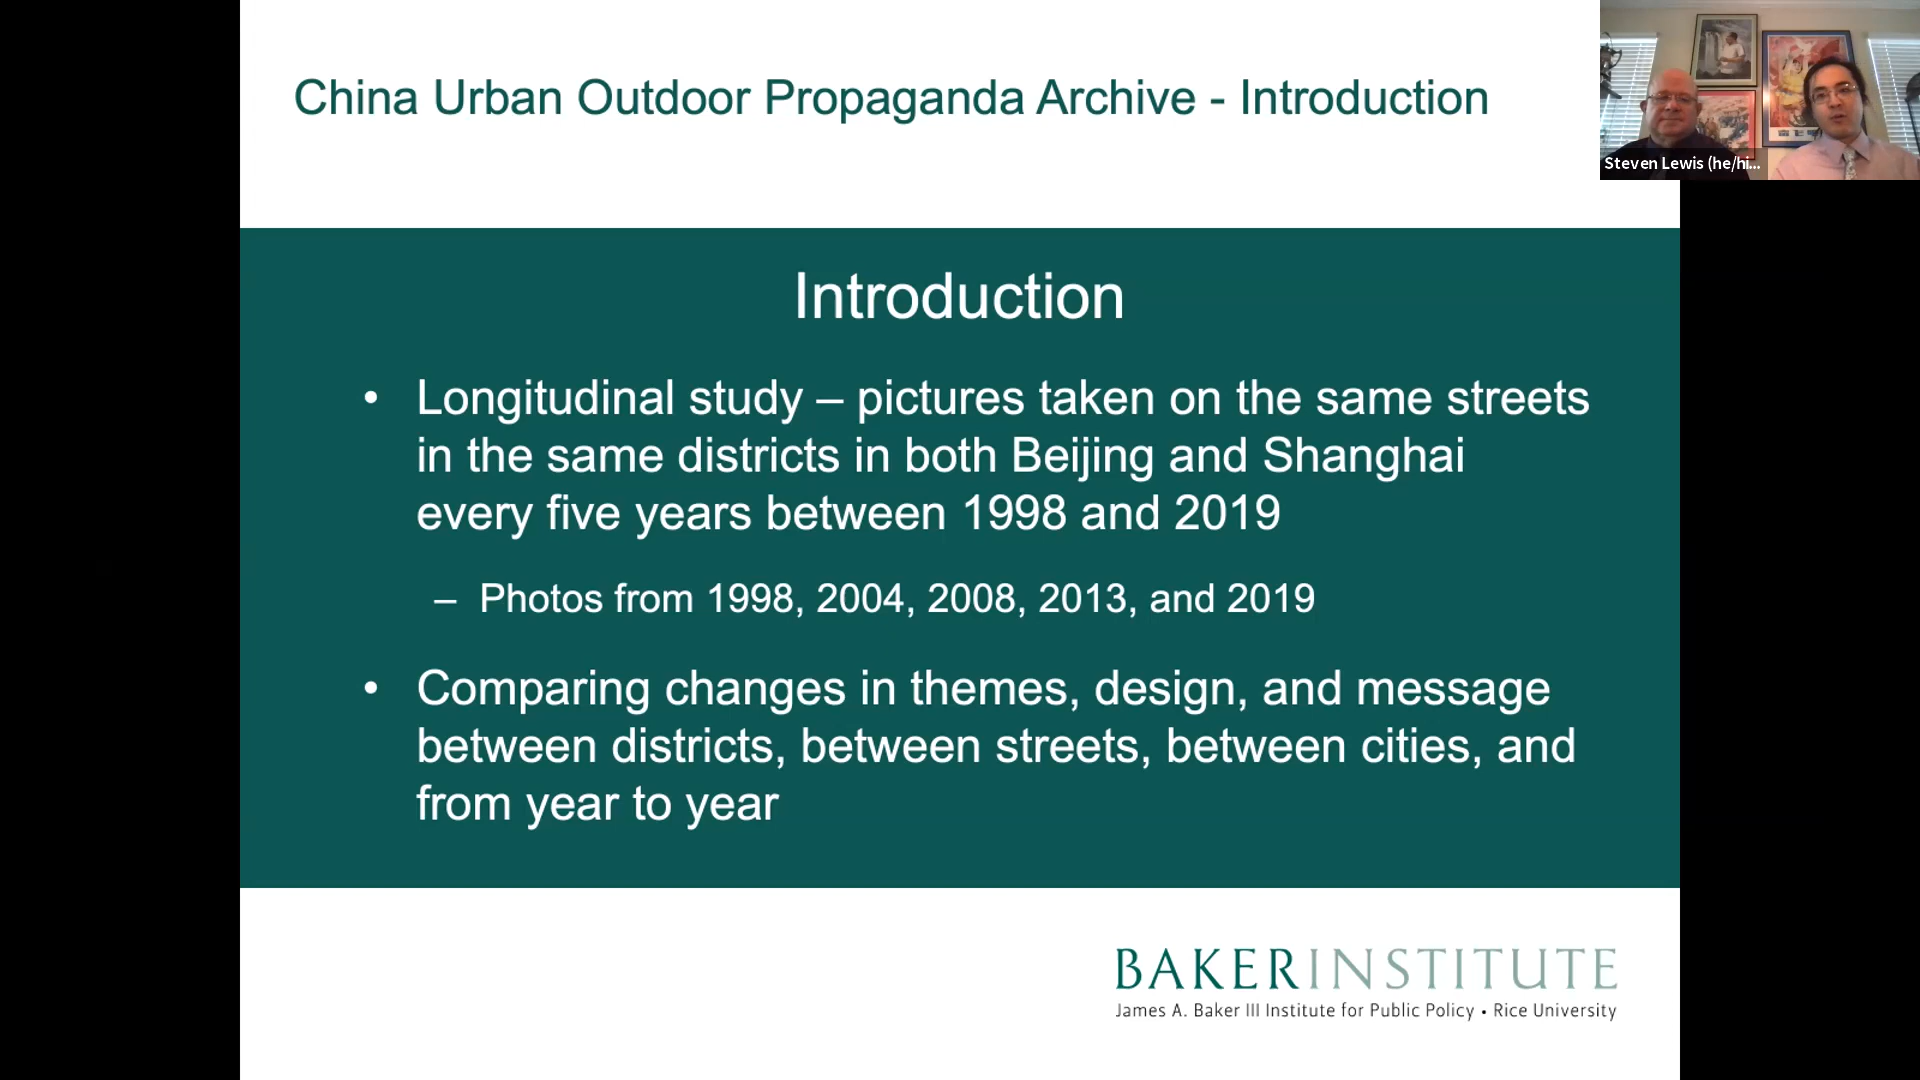 China Urban Outdoor Propaganda Archive - Introduction
Steven Lewis (he/hi...
Introduction
• Longitudinal study – pictures taken on the same streets
in the same districts in both Beijing and Shanghai
every five years between 1998 and 2019
– Photos from 1998, 2004, 2008, 2013, and 2019
• Comparing changes in themes, design, and message
between districts, between streets, between cities, and
from year to year
BAKERINSTITUTE
James A. Baker III Institute for Public Policy • Rice University